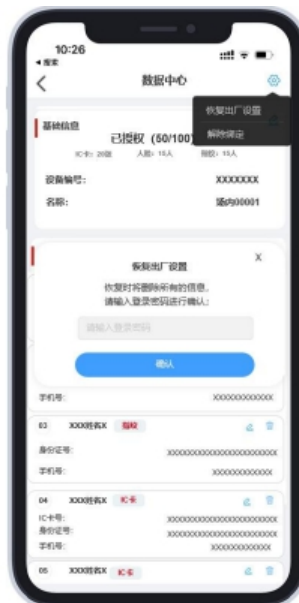 10:26
搜索
数据中心
恢复出厂设置
解除绑定
基础信息
已授权 (50/100)
IC卡: 20张 人脸: 15人 指纹: 15人
设备编号: XXXXXXX
名称: 场内00001
恢复出厂设置 X
恢复时将删除所有的信息,
请输入登录密码进行确认:
请输入登录密码
确认
手机号: XXXXXXXXXXXX
03 XXX姓名X 指纹
身份证号: XXXXXXXXXXXXXXXXXXXXX
手机号: XXXXXXXXXXXX
04 XXX姓名X IC卡
IC卡号: XXXXXXXXXXXXXXXXXXXXXX
身份证号: XXXXXXXXXXXXXXXXXXXXXX
手机号: XXXXXXXXXXXX
05 XXX姓名X IC卡